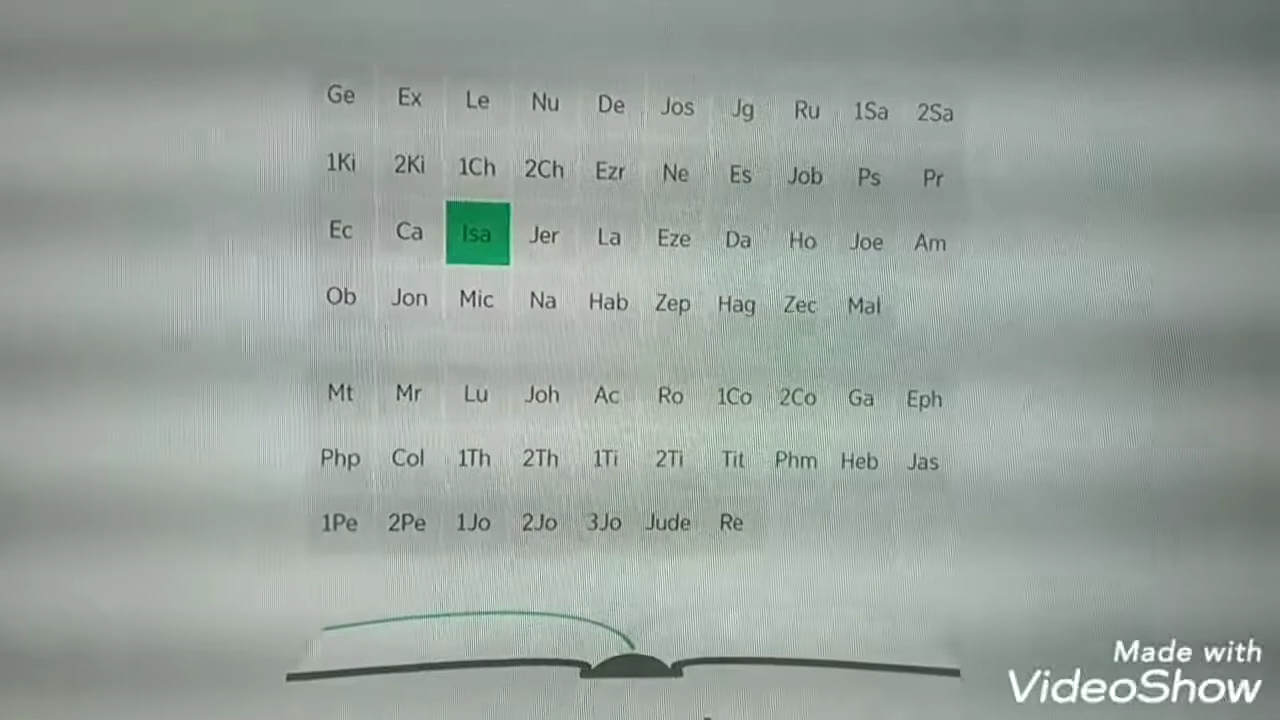 Ge Ex Le Nu De Jos Jg Ru 1Sa 2Sa
1Ki 2Ki 1Ch 2Ch Ezr Ne Es Job Ps Pr
Ec Ca Isa Jer La Eze Da Ho Joe Am
Ob Jon Mic Na Hab Zep Hag Zec Mal
Mt Mr Lu Joh Ac Ro 1Co 2Co Ga Eph
Php Col 1Th 2Th 1Ti 2Ti Tit Phm Heb Jas
1Pe 2Pe 1Jo 2Jo 3Jo Jude Re
Made with
VideoShow